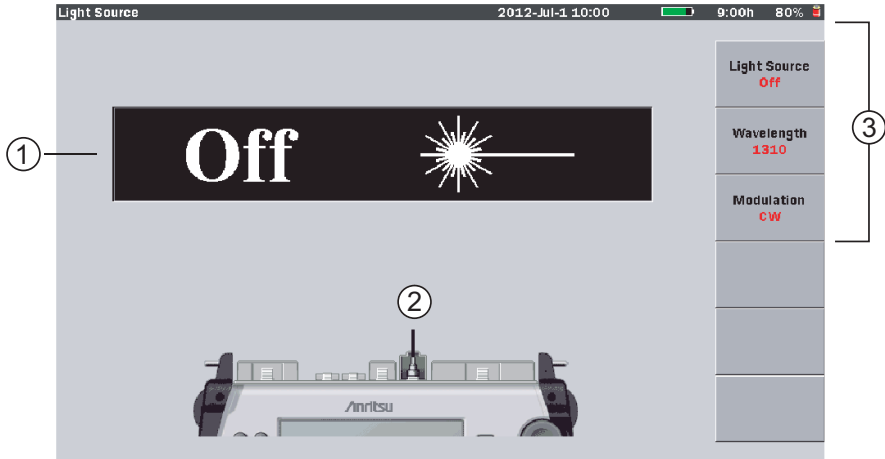 Light Source 2012-Jul-1 10:00 9:00h 80%
Light Source
Off
Wavelength
1310
Modulation
CW
Off
1
2
3
Anritsu